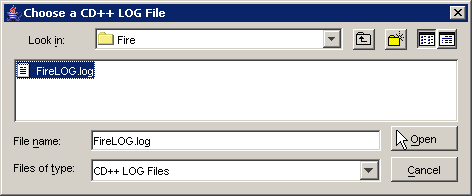 Choose a CD++ LOG File
Look in: Fire
FireLOG.log
File name: FireLOG.log Open
Files of type: CD++ LOG Files Cancel